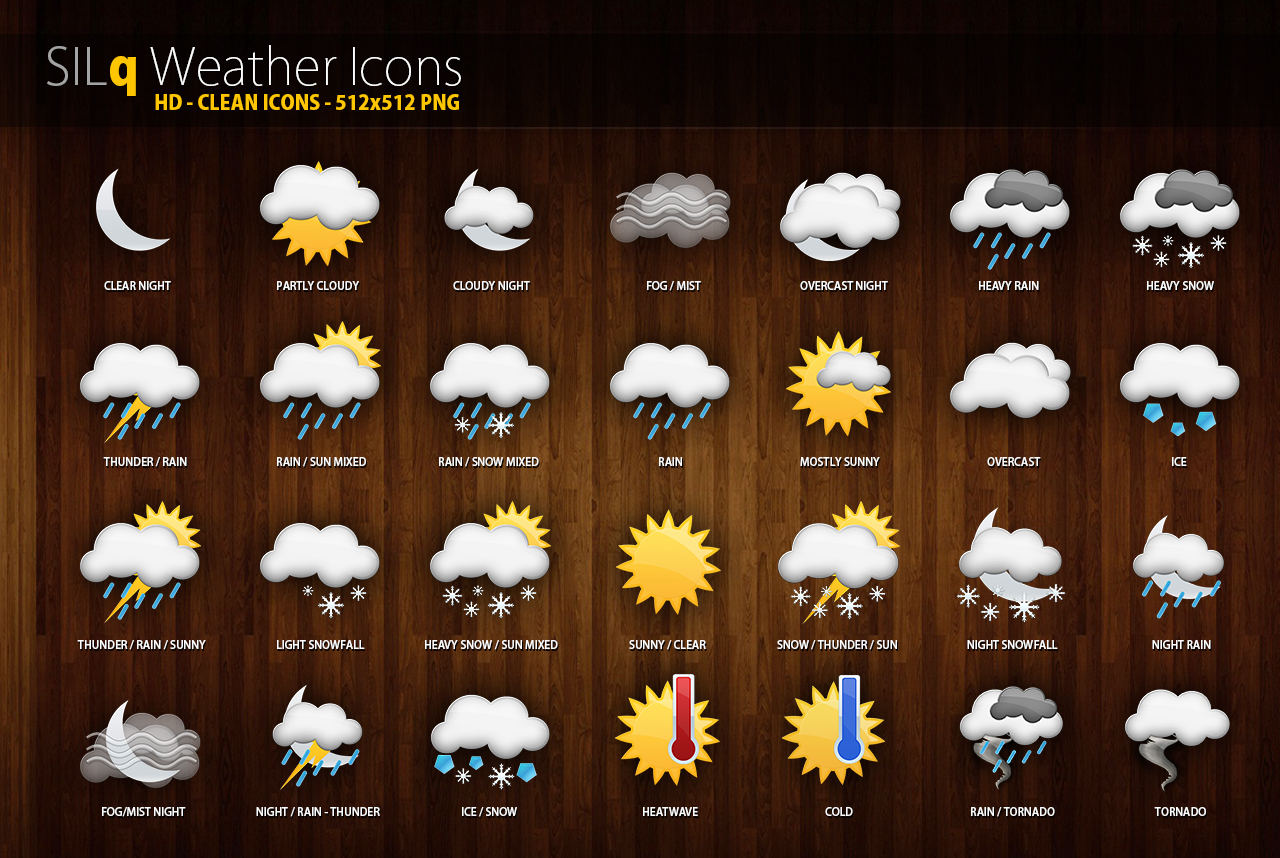 SILq Weather Icons
HD - CLEAN ICONS - 512x512 PNG
CLEAR NIGHT
PARTLY CLOUDY
CLOUDY NIGHT
FOG / MIST
OVERCAST NIGHT
HEAVY RAIN
HEAVY SNOW
THUNDER / RAIN
RAIN / SUN MIXED
RAIN / SNOW MIXED
RAIN
MOSTLY SUNNY
OVERCAST
ICE
THUNDER / RAIN / SUNNY
LIGHT SNOWFALL
HEAVY SNOW / SUN MIXED
SUNNY / CLEAR
SNOW / THUNDER / SUN
NIGHT SNOWFALL
NIGHT RAIN
FOG/MIST NIGHT
NIGHT / RAIN - THUNDER
ICE / SNOW
HEATWAVE
COLD
RAIN / TORNADO
TORNADO